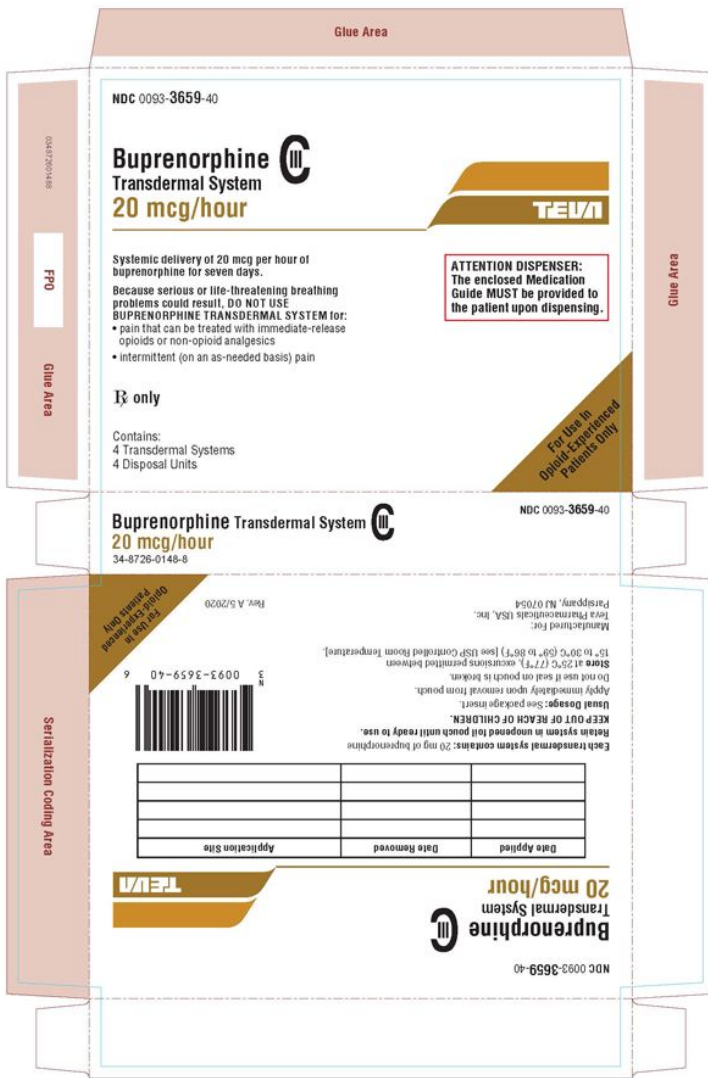 Glue Area
NDC 0093-3659-40
Buprenorphine CIII
Transdermal System
20 mcg/hour
TEVA
Systemic delivery of 20 mcg per hour of
buprenorphine for seven days.
Because serious or life-threatening breathing
problems could result, DO NOT USE
BUPRENORPHINE TRANSDERMAL SYSTEM for:
• pain that can be treated with immediate-release
opioids or non-opioid analgesics
• intermittent (on an as-needed basis) pain
ATTENTION DISPENSER:
The enclosed Medication
Guide MUST be provided to
the patient upon dispensing.
℞ only
Contains:
4 Transdermal Systems
4 Disposal Units
For Use In
Opioid-Experienced
Patients Only
034872601488
FPO
Glue Area
Glue Area
Buprenorphine Transdermal System CIII
20 mcg/hour
34-8726-0148-8
NDC 0093-3659-40
NDC 0093-3659-40
Buprenorphine CIII
Transdermal System
20 mcg/hour
TEVA
Date Applied Date Removed Application Site
Each transdermal system contains: 20 mg of buprenorphine
Retain system in unopened foil pouch until ready to use.
KEEP OUT OF REACH OF CHILDREN.
Usual Dosage: See package insert.
Apply immediately upon removal from pouch.
Do not use if seal on pouch is broken.
Store at 25°C (77°F), excursions permitted between
15° to 30°C (59° to 86°F) [see USP Controlled Room Temperature].
Manufactured For:
Teva Pharmaceuticals USA, Inc.
Parsippany, NJ 07054
N
3 0093-3659-40 6
Rev. A 5/2020
For Use in
Opioid-Experienced
Patients Only
Serialization Coding Area